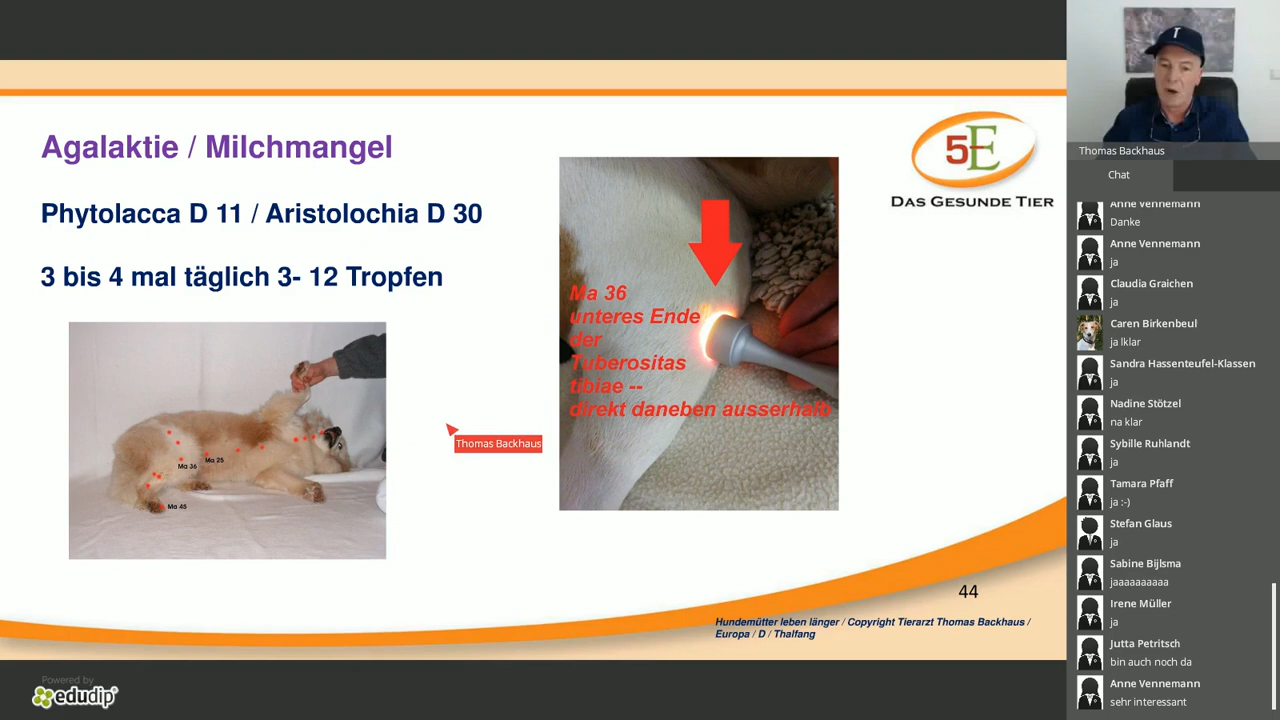 Agalaktie / Milchmangel
Phytolacca D 11 / Aristolochia D 30
3 bis 4 mal täglich 3- 12 Tropfen
Ma 36
Ma 25
Ma 45
Thomas Backhaus
Ma 36
unteres Ende
der
Tuberositas
tibiae --
direkt daneben ausserhalb
5E
DAS GESUNDE TIER
44
Hundemütter leben länger / Copyright Tierarzt Thomas Backhaus /
Europa / D / Thalfang
Powered by
edudip
T
Thomas Backhaus
Chat
Anne Vennemann
Danke
Anne Vennemann
ja
Claudia Graichen
ja
Caren Birkenbeul
ja lklar
Sandra Hassenteufel-Klassen
ja
Nadine Stötzel
na klar
Sybille Ruhlandt
ja
Tamara Pfaff
ja :-)
Stefan Glaus
ja
Sabine Bijlsma
jaaaaaaaaaa
Irene Müller
ja
Jutta Petritsch
bin auch noch da
Anne Vennemann
sehr interessant